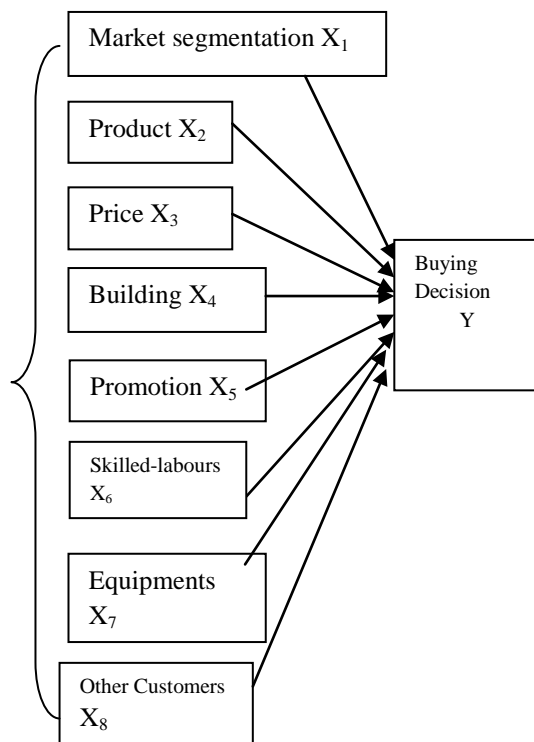 Market segmentation X₁
Product X₂
Price X₃
Building X₄
Promotion X₅
Skilled-labours
X₆
Equipments
X₇
Other Customers
X₈
Buying
Decision
Y